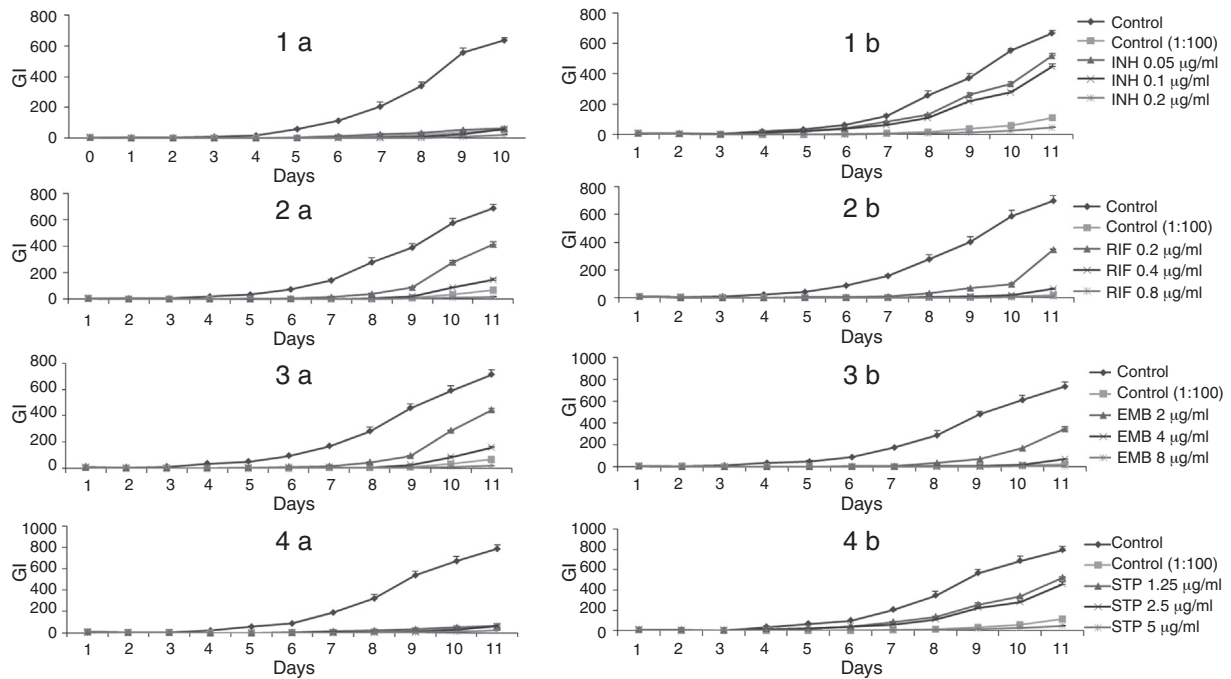 1 a
GI
800
600
400
200
0
0 1 2 3 4 5 6 7 8 9 10
Days
1 b
GI
800
600
400
200
0
1 2 3 4 5 6 7 8 9 10 11
Days
Control
Control (1:100)
INH 0.05 μg/ml
INH 0.1 μg/ml
INH 0.2 μg/ml
2 a
GI
800
600
400
200
0
1 2 3 4 5 6 7 8 9 10 11
Days
2 b
GI
800
600
400
200
0
1 2 3 4 5 6 7 8 9 10 11
Days
Control
Control (1:100)
RIF 0.2 μg/ml
RIF 0.4 μg/ml
RIF 0.8 μg/ml
3 a
GI
800
600
400
200
0
1 2 3 4 5 6 7 8 9 10 11
Days
3 b
GI
1000
800
600
400
200
0
1 2 3 4 5 6 7 8 9 10 11
Days
Control
Control (1:100)
EMB 2 μg/ml
EMB 4 μg/ml
EMB 8 μg/ml
4 a
GI
1000
800
600
400
200
0
1 2 3 4 5 6 7 8 9 10 11
Days
4 b
GI
1000
800
600
400
200
0
1 2 3 4 5 6 7 8 9 10 11
Days
Control
Control (1:100)
STP 1.25 μg/ml
STP 2.5 μg/ml
STP 5 μg/ml